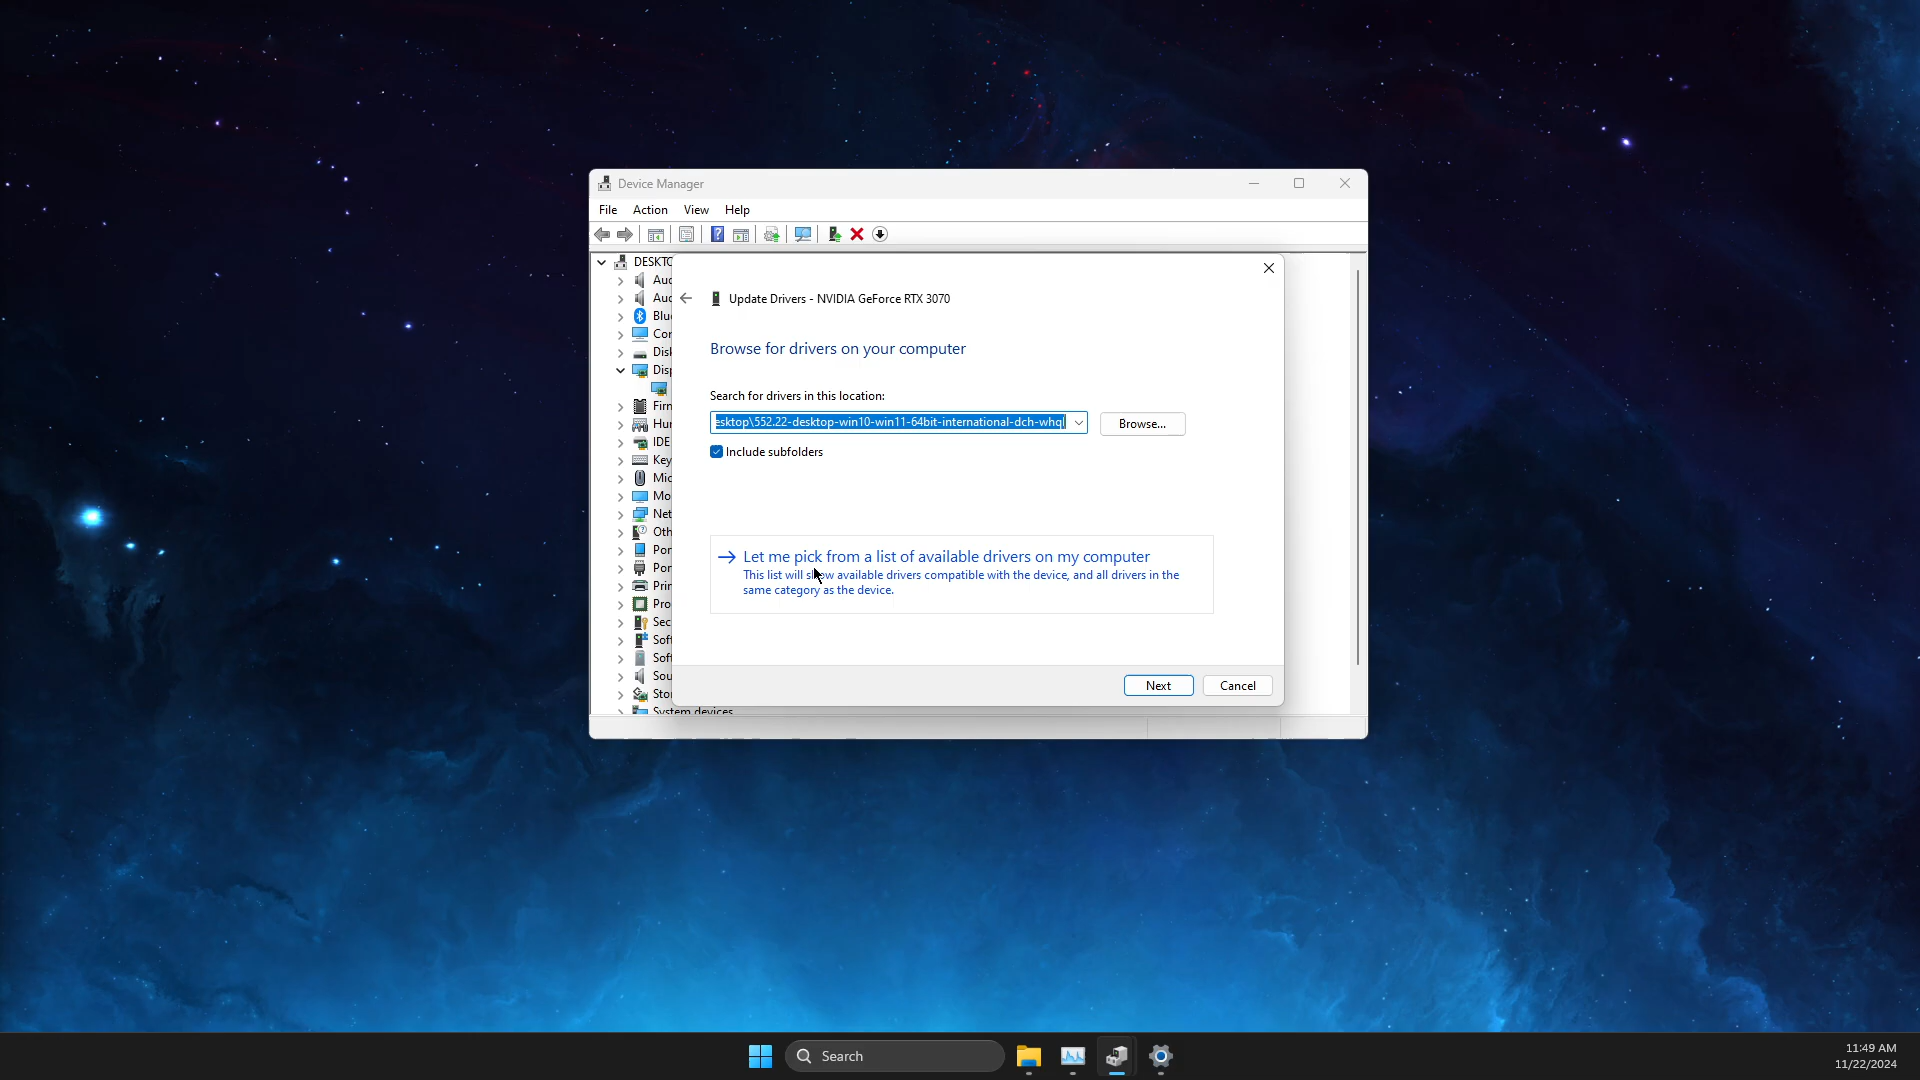 Device Manager
File Action View Help
DESKTO
Auc
Auc
Blu
Cor
Disk
Disp
Firn
Hur
IDE
Key
Mic
Mo
Net
Oth
Por
Por
Prin
Pro
Sec
Soft
Soft
Sou
Stor
System devices
Update Drivers - NVIDIA GeForce RTX 3070
Browse for drivers on your computer
Search for drivers in this location:
esktop\552.22-desktop-win10-win11-64bit-international-dch-whql
Browse...
Include subfolders
Let me pick from a list of available drivers on my computer
This list will show available drivers compatible with the device, and all drivers in the
same category as the device.
Next Cancel
Search
11:49 AM
11/22/2024